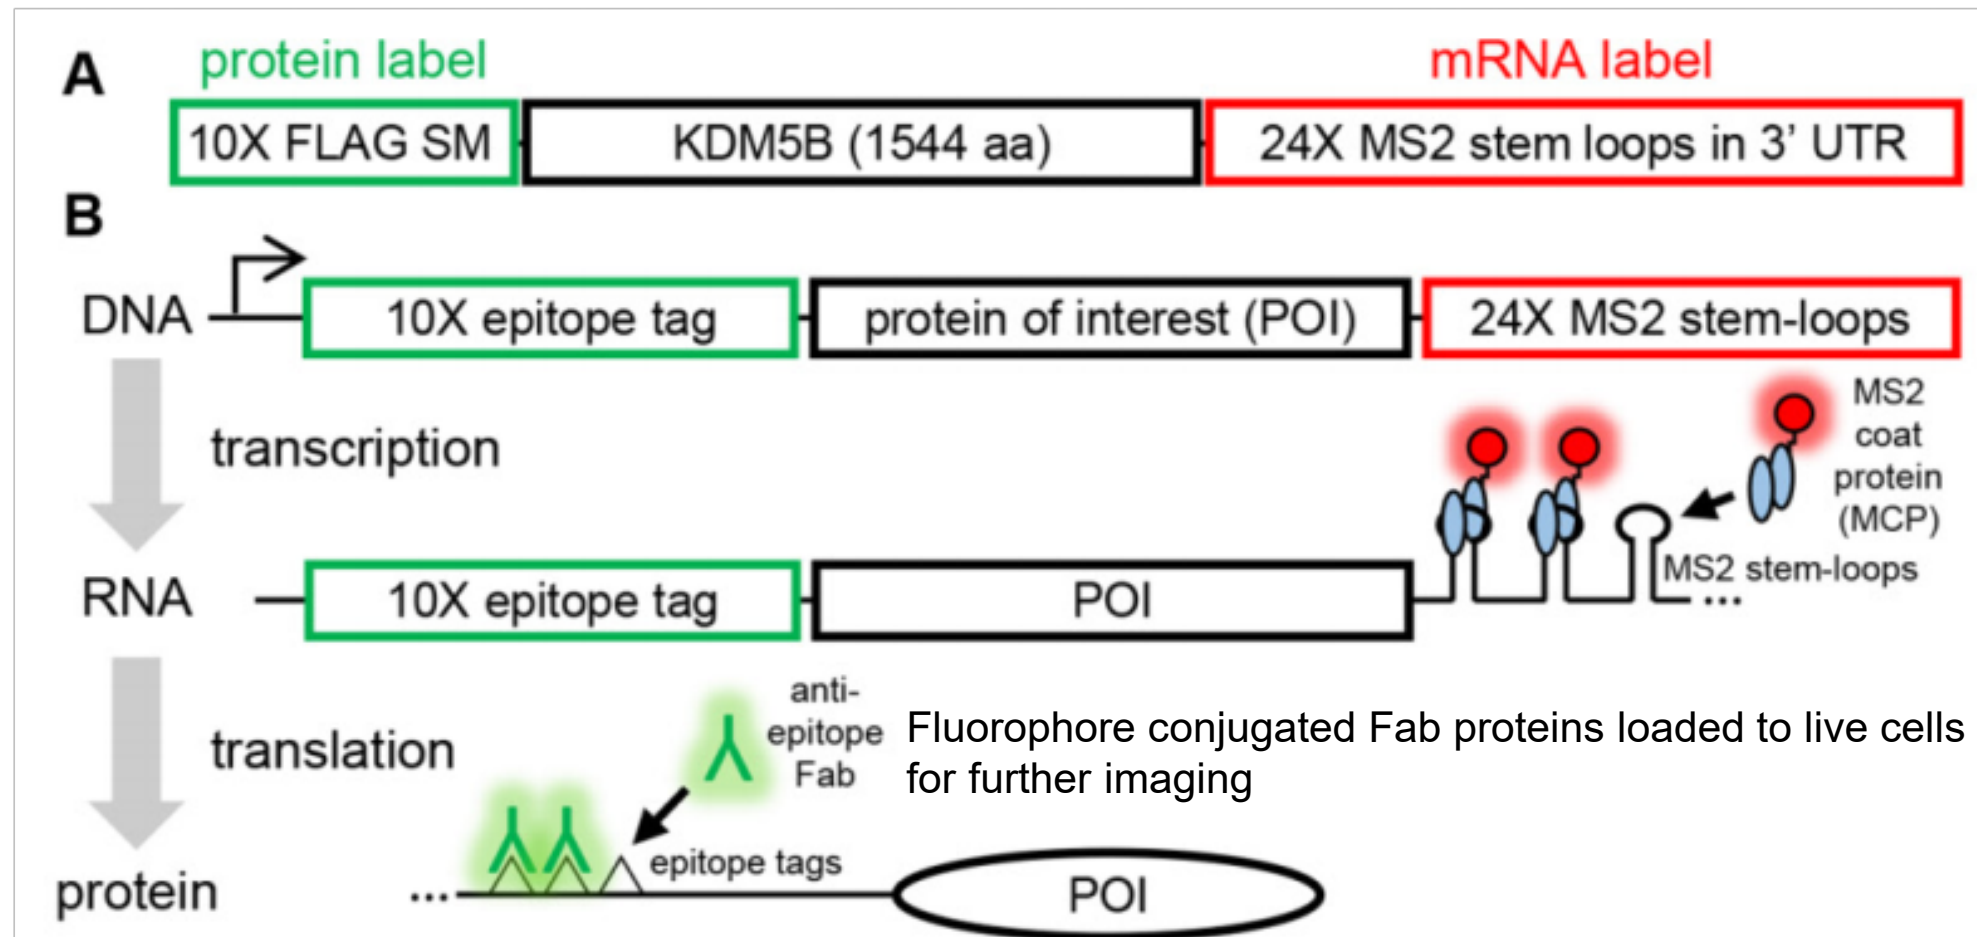 A
protein label
mRNA label
10X FLAG SM
KDM5B (1544 aa)
24X MS2 stem loops in 3’ UTR
B
DNA
10X epitope tag
protein of interest (POI)
24X MS2 stem-loops
transcription
MS2
coat
protein
(MCP)
MS2 stem-loops
RNA
10X epitope tag
POI
...
translation
anti-
epitope
Fab
Fluorophore conjugated Fab proteins loaded to live cells
for further imaging
epitope tags
protein
...
POI